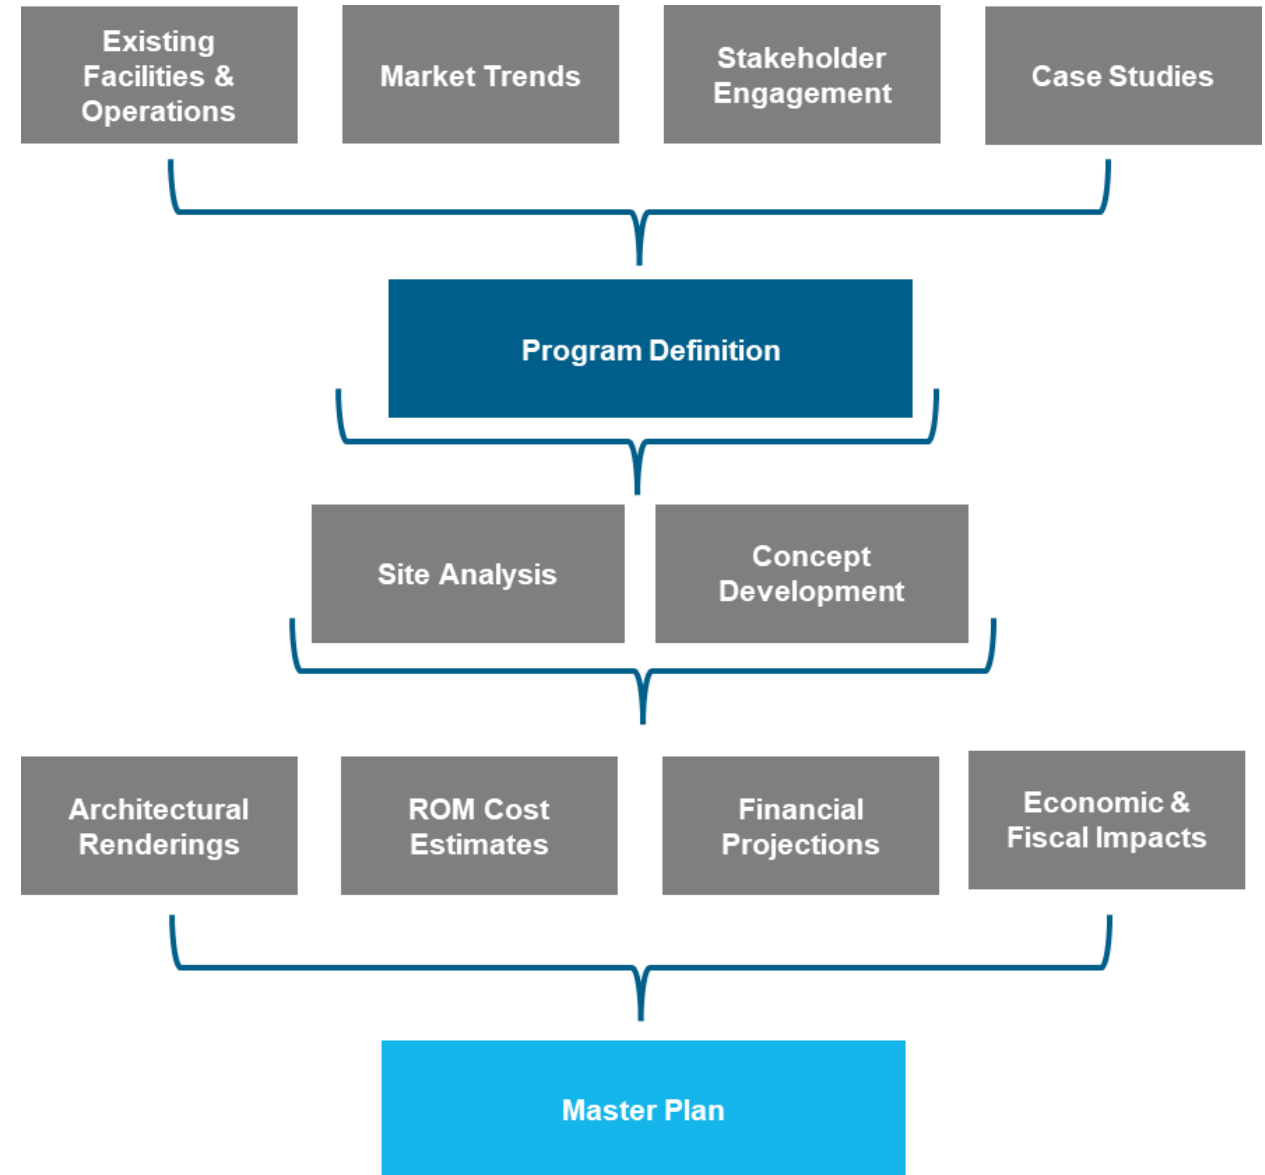 Existing
Facilities &
Operations
Market Trends
Stakeholder
Engagement
Case Studies
Program Definition
Site Analysis
Concept
Development
Architectural
Renderings
ROM Cost
Estimates
Financial
Projections
Economic &
Fiscal Impacts
Master Plan